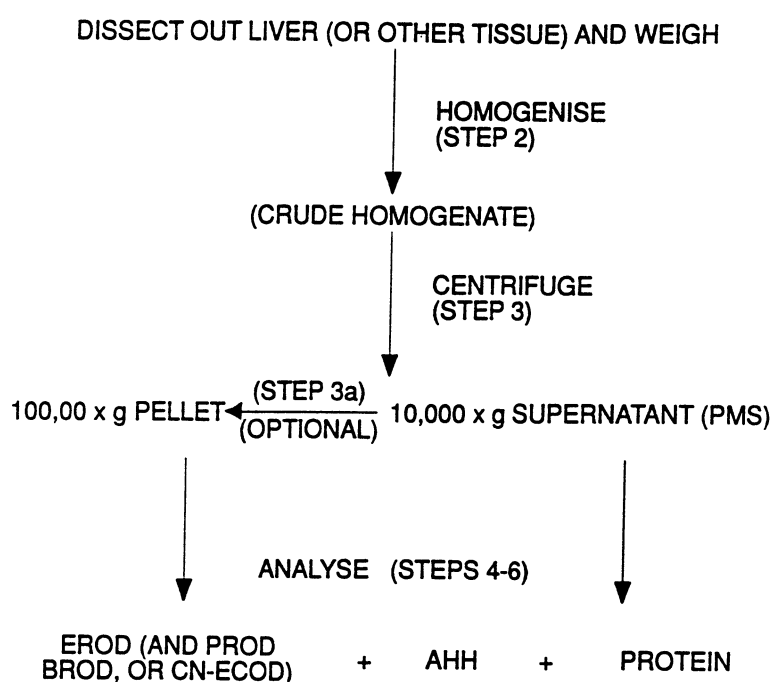 DISSECT OUT LIVER (OR OTHER TISSUE) AND WEIGH
HOMOGENISE
(STEP 2)
(CRUDE HOMOGENATE)
CENTRIFUGE
(STEP 3)
(STEP 3a)
100,00 x g PELLET
(OPTIONAL)
10,000 x g SUPERNATANT (PMS)
ANALYSE (STEPS 4-6)
EROD (AND PROD
BROD, OR CN-ECOD)
+ AHH + PROTEIN